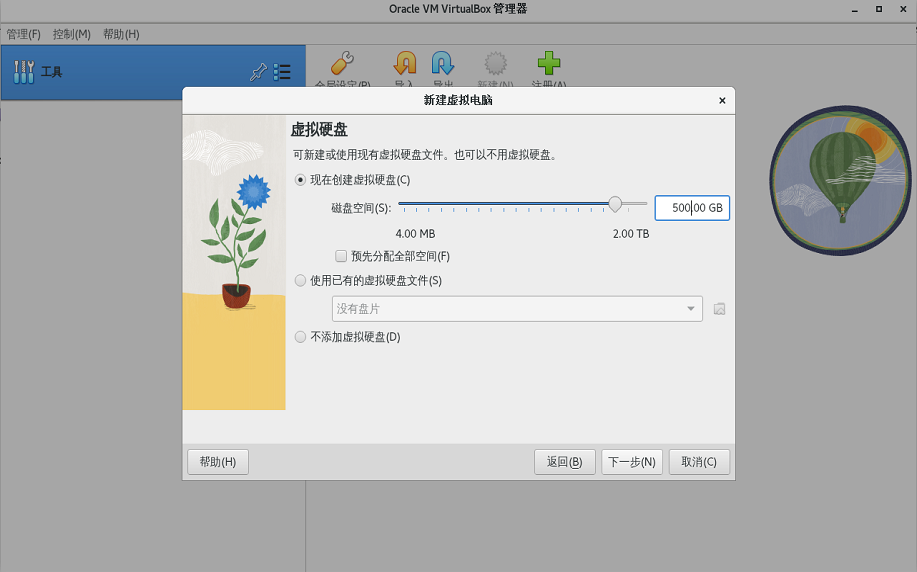 Oracle VM VirtualBox 管理器
管理(F) 控制(M) 帮助(H)
工具
全局设定(P) 导入 导出 新建(N) 注册(A)
新建虚拟电脑
虚拟硬盘
可新建或使用现有虚拟硬盘文件。也可以不用虚拟硬盘。
现在创建虚拟硬盘(C)
磁盘空间(S): 500.00 GB
4.00 MB 2.00 TB
预先分配全部空间(F)
使用已有的虚拟硬盘文件(S)
没有盘片
不添加虚拟硬盘(D)
帮助(H) 返回(B) 下一步(N) 取消(C)